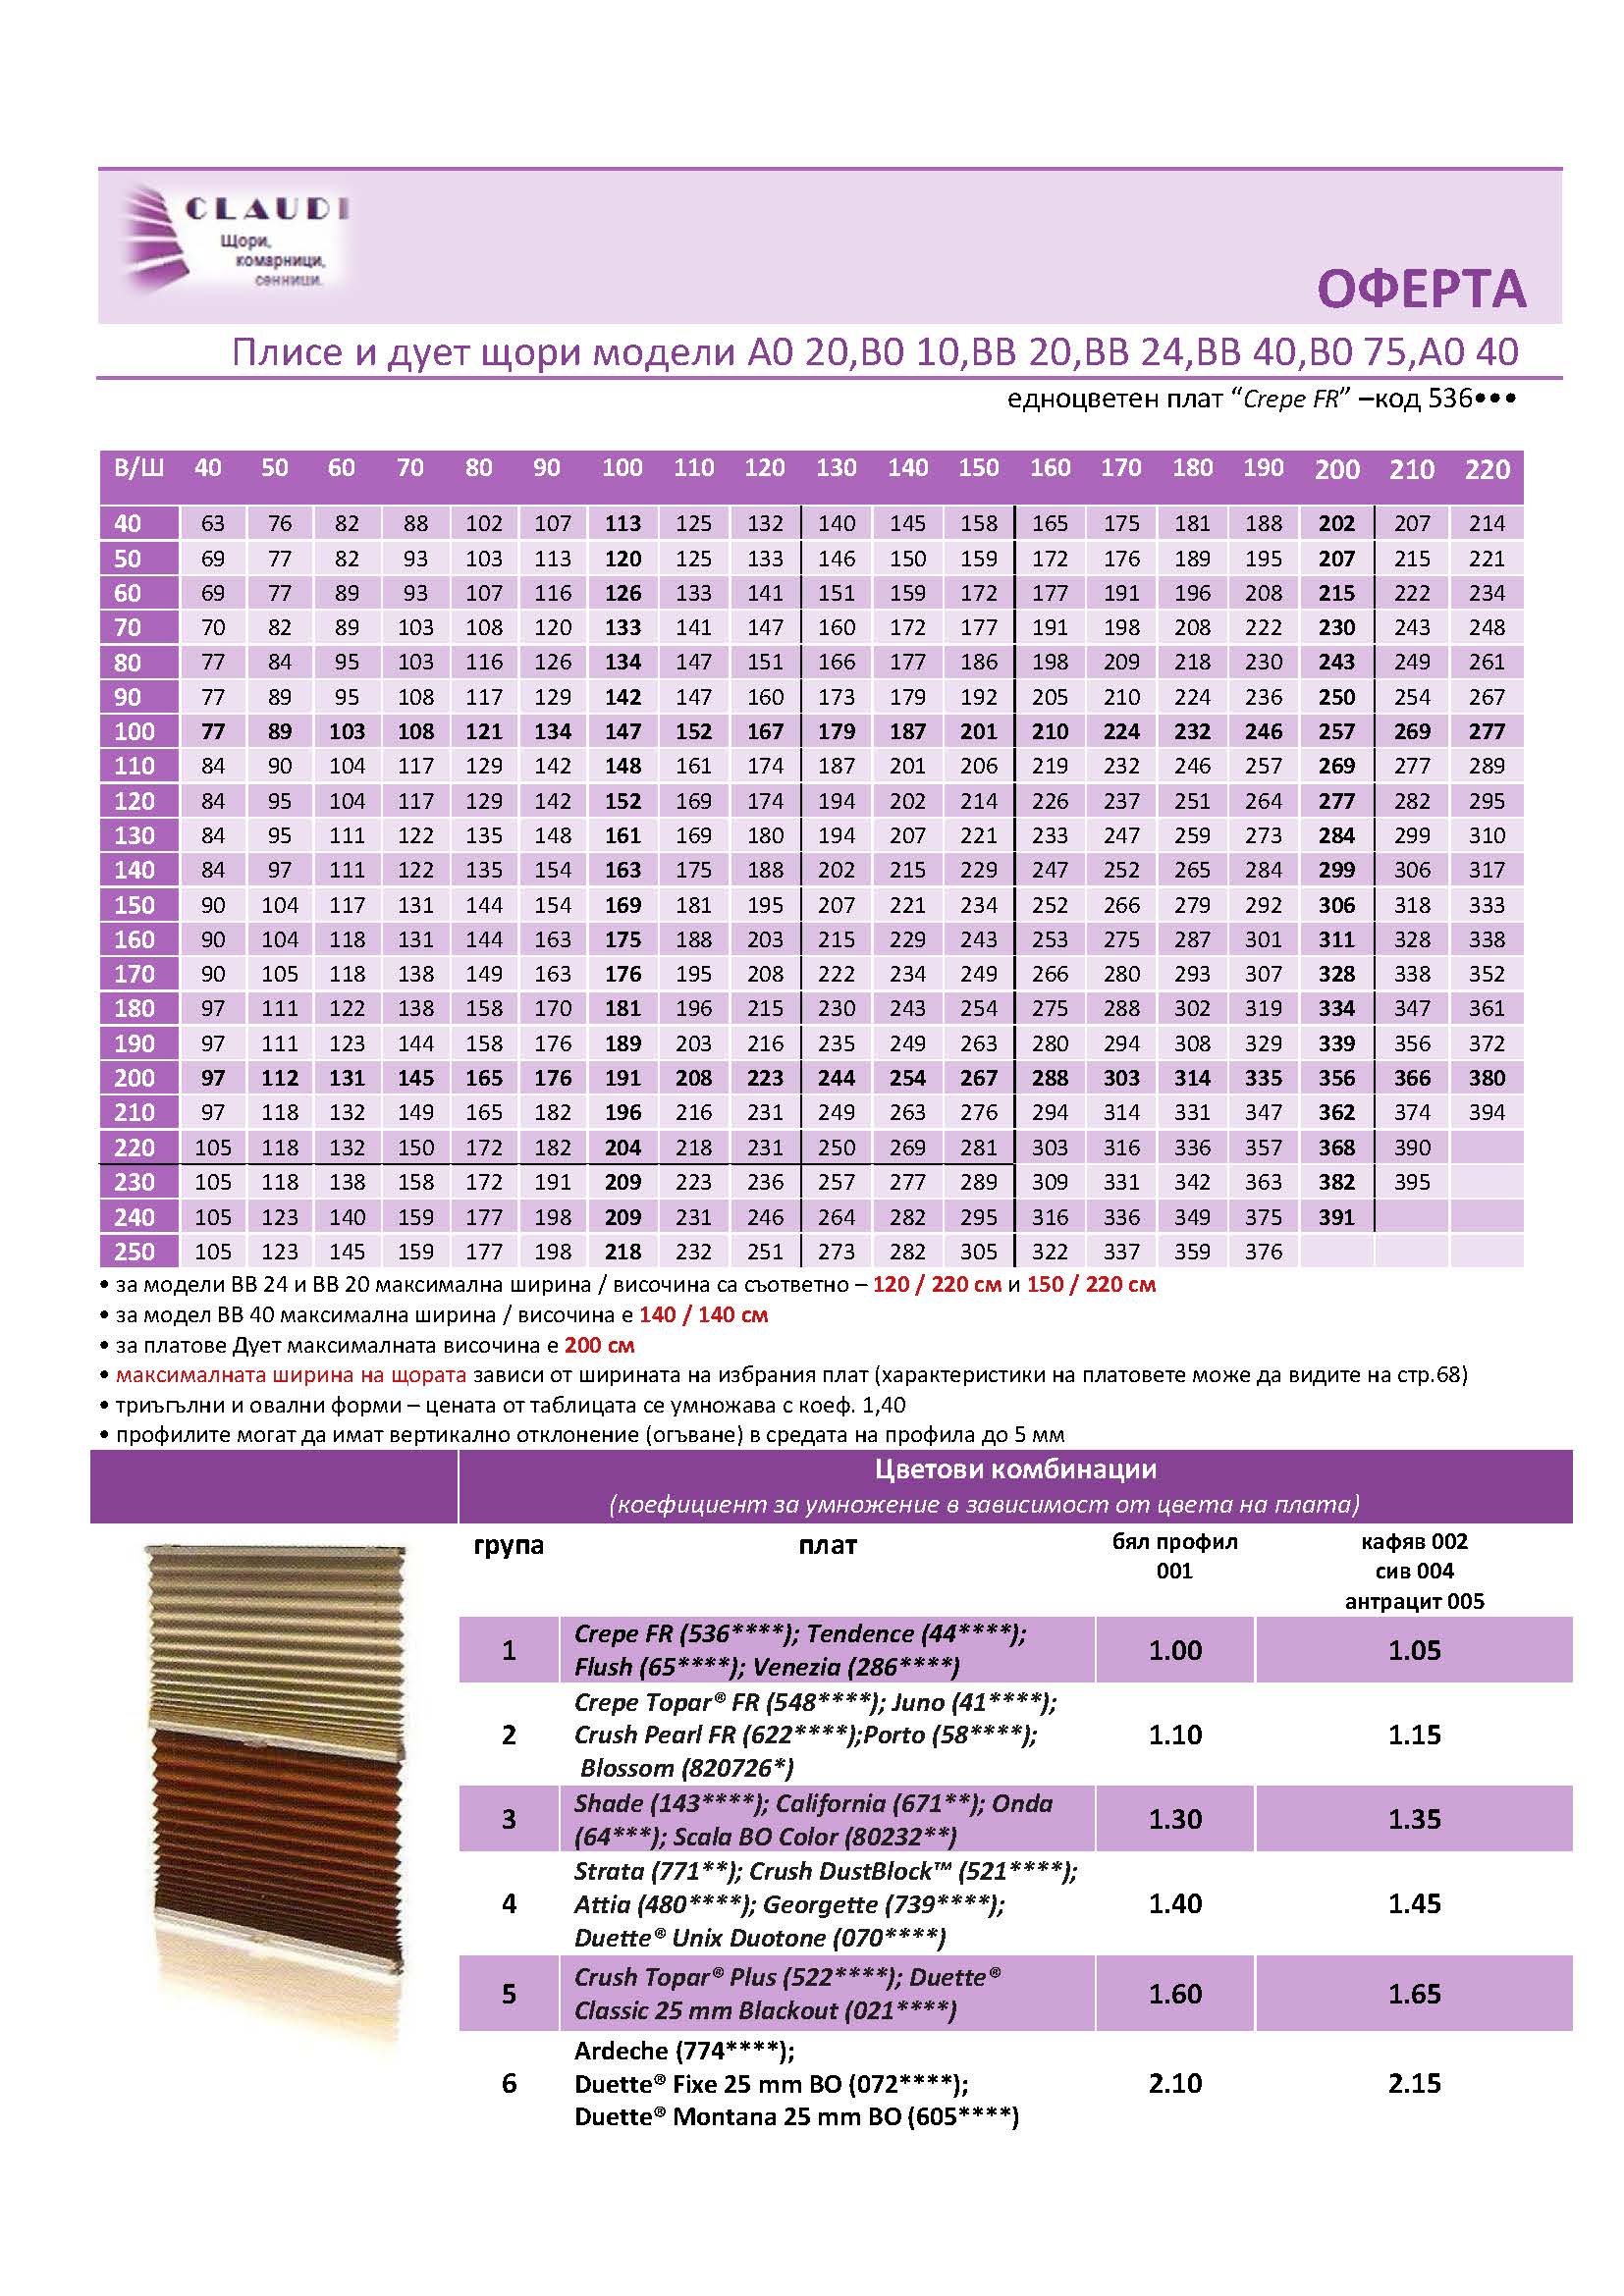 CLAUDI
Щори,
комарници,
сенници.
ОФЕРТА
Плисе и дует щори модели А0 20,В0 10,ВВ 20,ВВ 24,ВВ 40,В0 75,А0 40
едноцветен плат “Crepe FR” –код 536•••
В/Ш 40 50 60 70 80 90 100 110 120 130 140 150 160 170 180 190 200 210 220
40 63 76 82 88 102 107 113 125 132 140 145 158 165 175 181 188 202 207 214
50 69 77 82 93 103 113 120 125 133 146 150 159 172 176 189 195 207 215 221
60 69 77 89 93 107 116 126 133 141 151 159 172 177 191 196 208 215 222 234
70 70 82 89 103 108 120 133 141 147 160 172 177 191 198 208 222 230 243 248
80 77 84 95 103 116 126 134 147 151 166 177 186 198 209 218 230 243 249 261
90 77 89 95 108 117 129 142 147 160 173 179 192 205 210 224 236 250 254 267
100 77 89 103 108 121 134 147 152 167 179 187 201 210 224 232 246 257 269 277
110 84 90 104 117 129 142 148 161 174 187 201 206 219 232 246 257 269 277 289
120 84 95 104 117 129 142 152 169 174 194 202 214 226 237 251 264 277 282 295
130 84 95 111 122 135 148 161 169 180 194 207 221 233 247 259 273 284 299 310
140 84 97 111 122 135 154 163 175 188 202 215 229 247 252 265 284 299 306 317
150 90 104 117 131 144 154 169 181 195 207 221 234 252 266 279 292 306 318 333
160 90 104 118 131 144 163 175 188 203 215 229 243 253 275 287 301 311 328 338
170 90 105 118 138 149 163 176 195 208 222 234 249 266 280 293 307 328 338 352
180 97 111 122 138 158 170 181 196 215 230 243 254 275 288 302 319 334 347 361
190 97 111 123 144 158 176 189 203 216 235 249 263 280 294 308 329 339 356 372
200 97 112 131 145 165 176 191 208 223 244 254 267 288 303 314 335 356 366 380
210 97 118 132 149 165 182 196 216 231 249 263 276 294 314 331 347 362 374 394
220 105 118 132 150 172 182 204 218 231 250 269 281 303 316 336 357 368 390
230 105 118 138 158 172 191 209 223 236 257 277 289 309 331 342 363 382 395
240 105 123 140 159 177 198 209 231 246 264 282 295 316 336 349 375 391
250 105 123 145 159 177 198 218 232 251 273 282 305 322 337 359 376
• за модели ВВ 24 и ВВ 20 максимална ширина / височина са съответно – 120 / 220 см и 150 / 220 см
• за модел ВВ 40 максимална ширина / височина е 140 / 140 см
• за платове Дует максималната височина е 200 см
• максималната ширина на щората зависи от ширината на избрания плат (характеристики на платовете може да видите на стр.68)
• триъгълни и овални форми – цената от таблицата се умножава с коеф. 1,40
• профилите могат да имат вертикално отклонение (огъване) в средата на профила до 5 мм
Цветови комбинации
(коефициент за умножение в зависимост от цвета на плата)
група плат бял профил кафяв 002
001 сив 004
антрацит 005
1 Crepe FR (536****); Tendence (44****); 1.00 1.05
Flush (65****); Venezia (286****)
Crepe Topar® FR (548****); Juno (41****);
2 Crush Pearl FR (622****);Porto (58****); 1.10 1.15
Blossom (820726*)
3 Shade (143****); California (671**); Onda 1.30 1.35
(64***); Scala BO Color (80232**)
Strata (771**); Crush DustBlock™ (521****);
4 Attia (480****); Georgette (739****); 1.40 1.45
Duette® Unix Duotone (070****)
5 Crush Topar® Plus (522****); Duette® 1.60 1.65
Classic 25 mm Blackout (021****)
Ardeche (774****);
6 Duette® Fixe 25 mm BO (072****); 2.10 2.15
Duette® Montana 25 mm BO (605****)